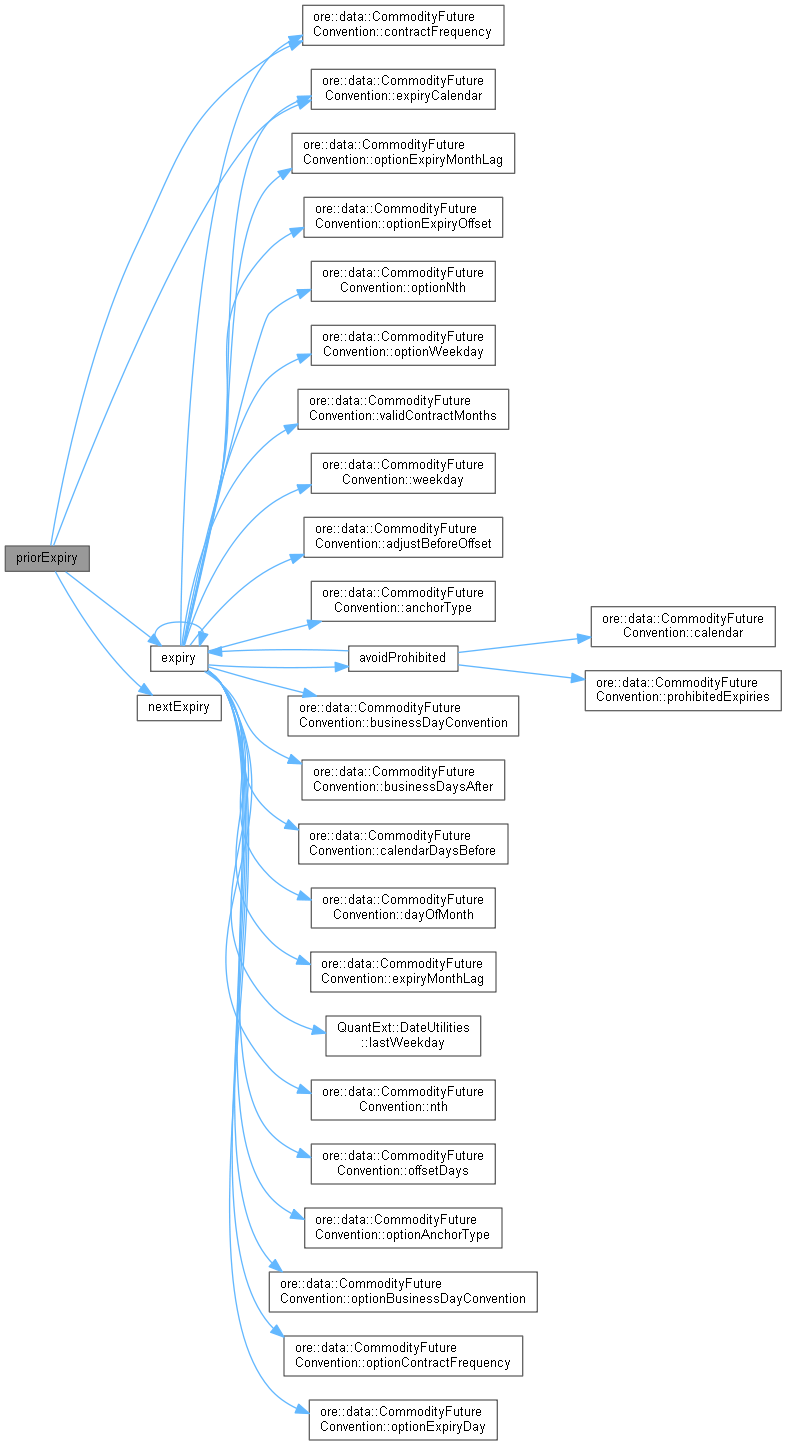 ore::data::CommodityFuture
Convention::contractFrequency
ore::data::CommodityFuture
Convention::expiryCalendar
ore::data::CommodityFuture
Convention::optionExpiryMonthLag
ore::data::CommodityFuture
Convention::optionExpiryOffset
ore::data::CommodityFuture
Convention::optionNth
ore::data::CommodityFuture
Convention::optionWeekday
ore::data::CommodityFuture
Convention::validContractMonths
ore::data::CommodityFuture
Convention::weekday
ore::data::CommodityFuture
Convention::adjustBeforeOffset
priorExpiry
ore::data::CommodityFuture
Convention::anchorType
ore::data::CommodityFuture
Convention::calendar
expiry
avoidProhibited
ore::data::CommodityFuture
Convention::prohibitedExpiries
nextExpiry
ore::data::CommodityFuture
Convention::businessDayConvention
ore::data::CommodityFuture
Convention::businessDaysAfter
ore::data::CommodityFuture
Convention::calendarDaysBefore
ore::data::CommodityFuture
Convention::dayOfMonth
ore::data::CommodityFuture
Convention::expiryMonthLag
QuantExt::DateUtilities
::lastWeekday
ore::data::CommodityFuture
Convention::nth
ore::data::CommodityFuture
Convention::offsetDays
ore::data::CommodityFuture
Convention::optionAnchorType
ore::data::CommodityFuture
Convention::optionBusinessDayConvention
ore::data::CommodityFuture
Convention::optionContractFrequency
ore::data::CommodityFuture
Convention::optionExpiryDay